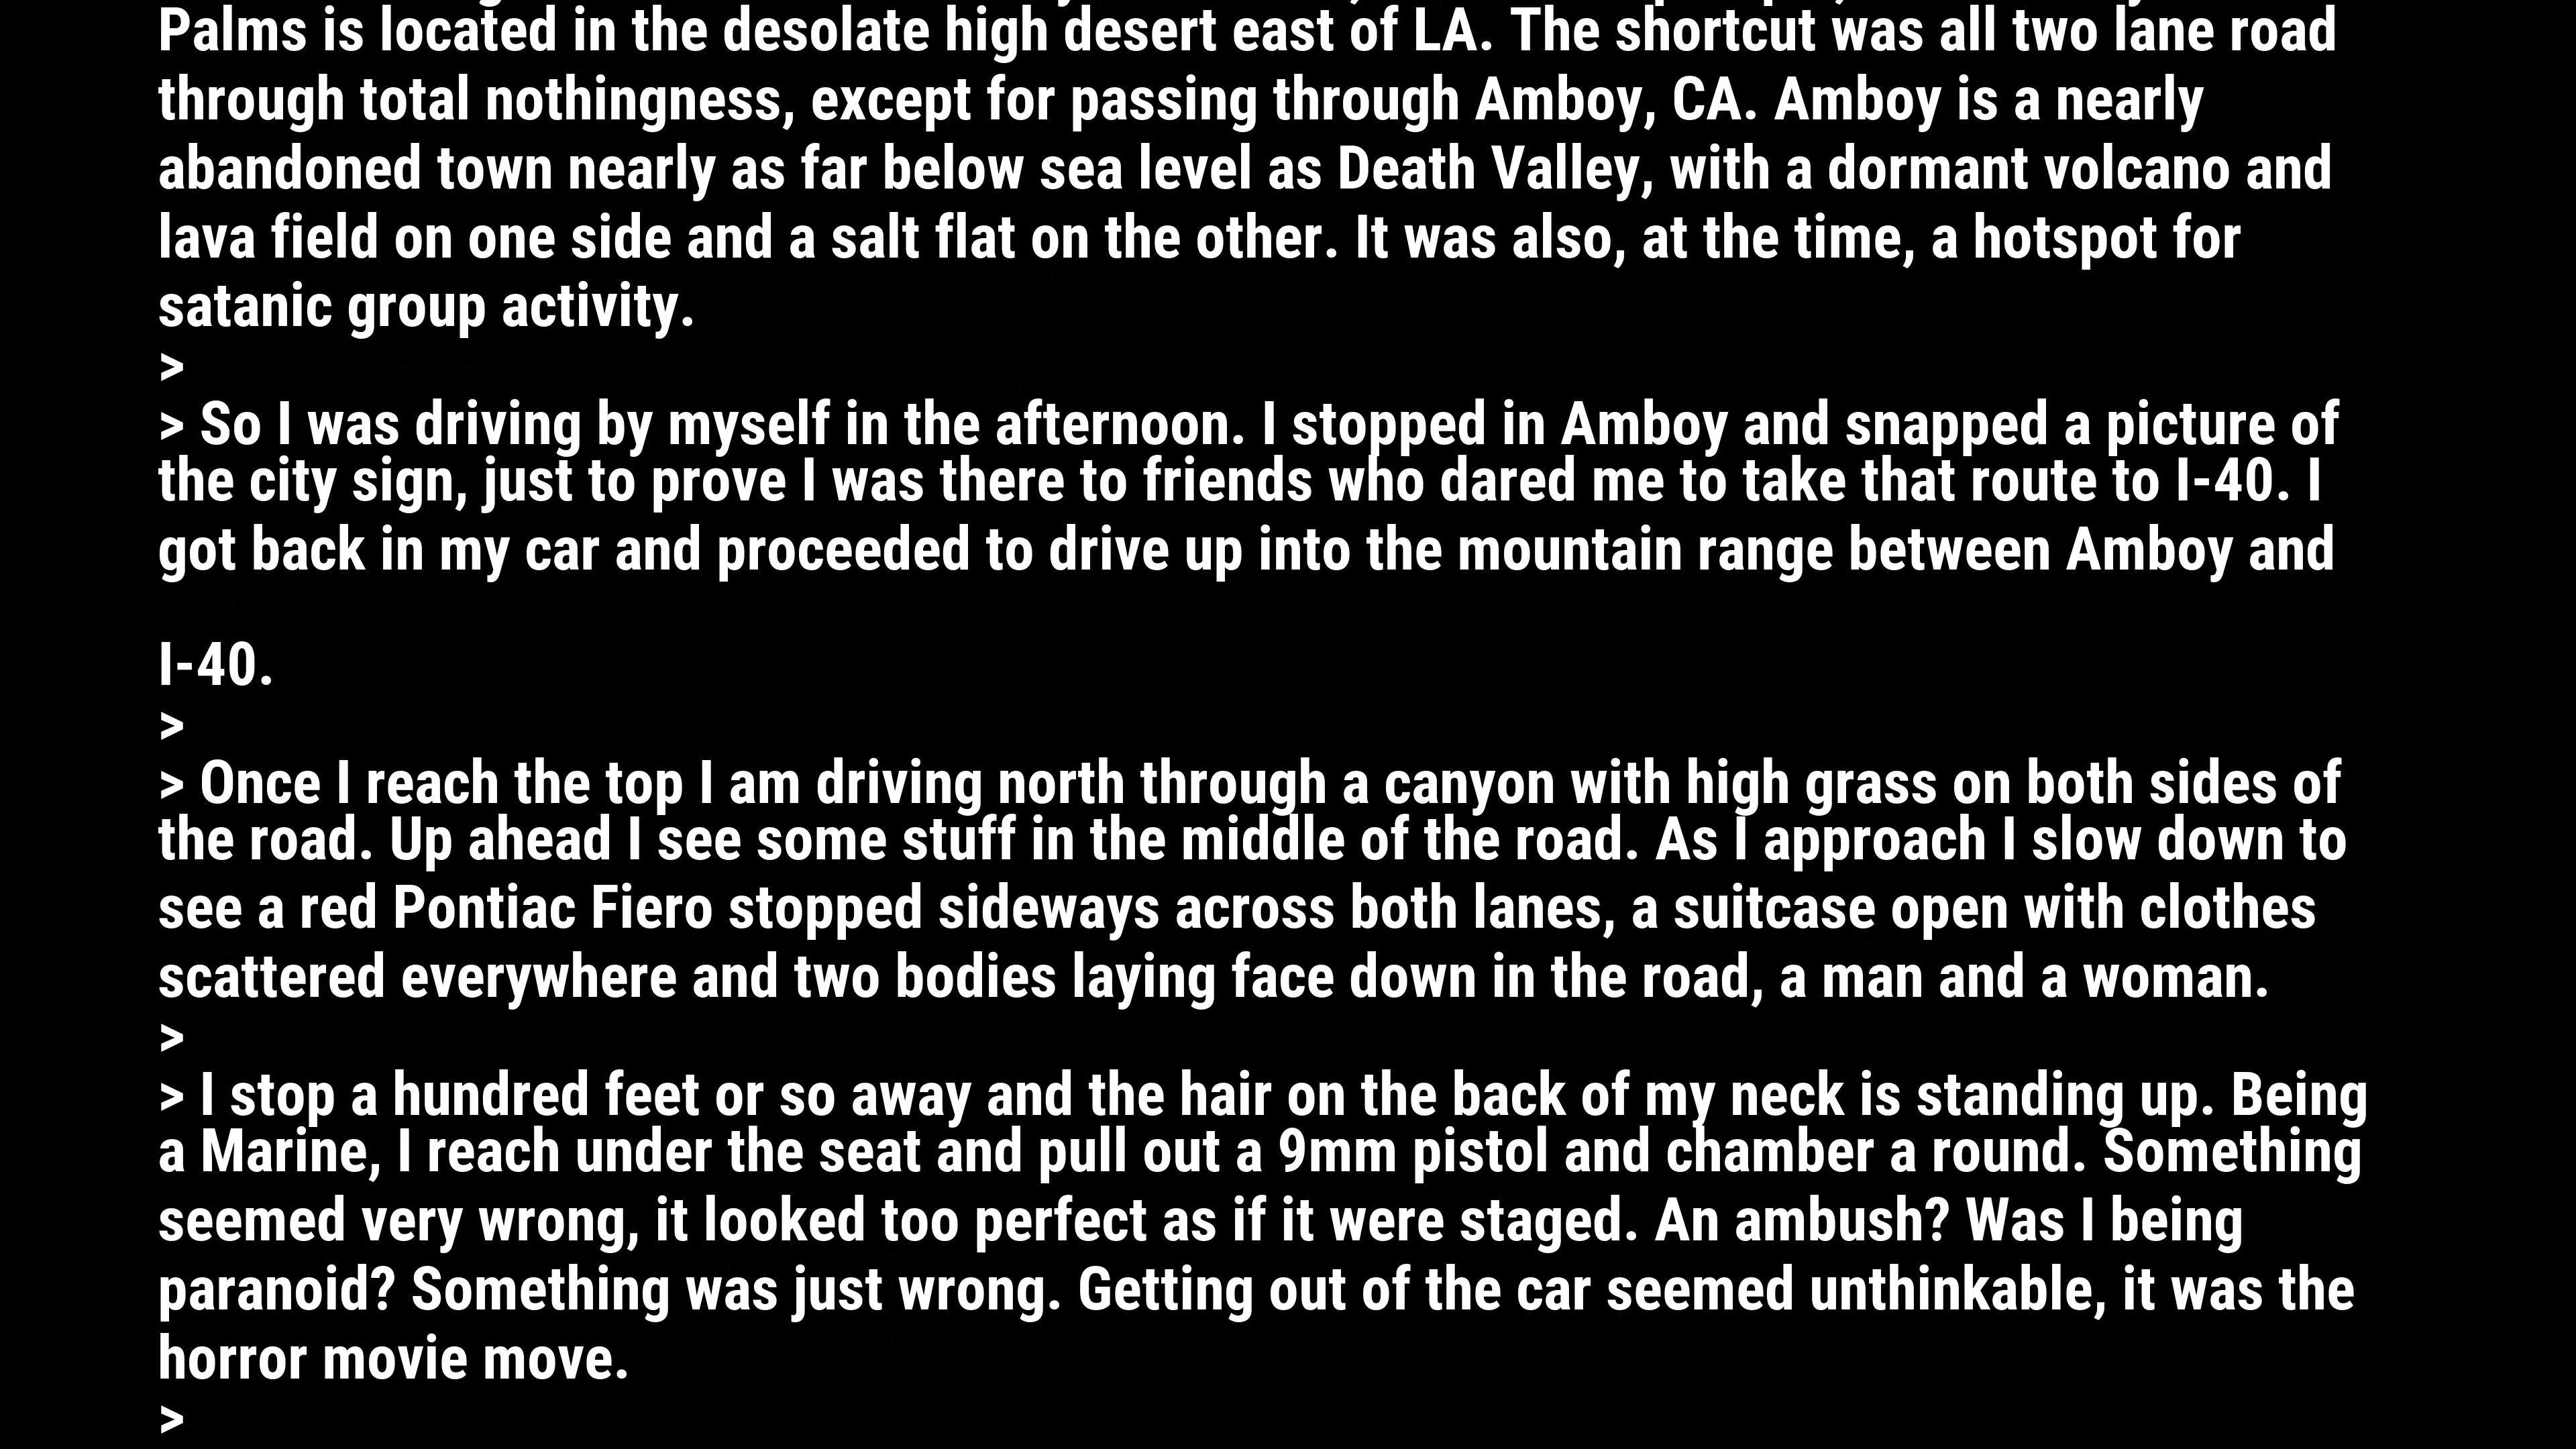 Palms is located in the desolate high desert east of LA. The shortcut was all two lane road
through total nothingness, except for passing through Amboy, CA. Amboy is a nearly
abandoned town nearly as far below sea level as Death Valley, with a dormant volcano and
lava field on one side and a salt flat on the other. It was also, at the time, a hotspot for
satanic group activity.
>
> So I was driving by myself in the afternoon. I stopped in Amboy and snapped a picture of
the city sign, just to prove I was there to friends who dared me to take that route to I-40. I
got back in my car and proceeded to drive up into the mountain range between Amboy and
I-40.
>
> Once I reach the top I am driving north through a canyon with high grass on both sides of
the road. Up ahead I see some stuff in the middle of the road. As I approach I slow down to
see a red Pontiac Fiero stopped sideways across both lanes, a suitcase open with clothes
scattered everywhere and two bodies laying face down in the road, a man and a woman.
>
> I stop a hundred feet or so away and the hair on the back of my neck is standing up. Being
a Marine, I reach under the seat and pull out a 9mm pistol and chamber a round. Something
seemed very wrong, it looked too perfect as if it were staged. An ambush? Was I being
paranoid? Something was just wrong. Getting out of the car seemed unthinkable, it was the
horror movie move.
>